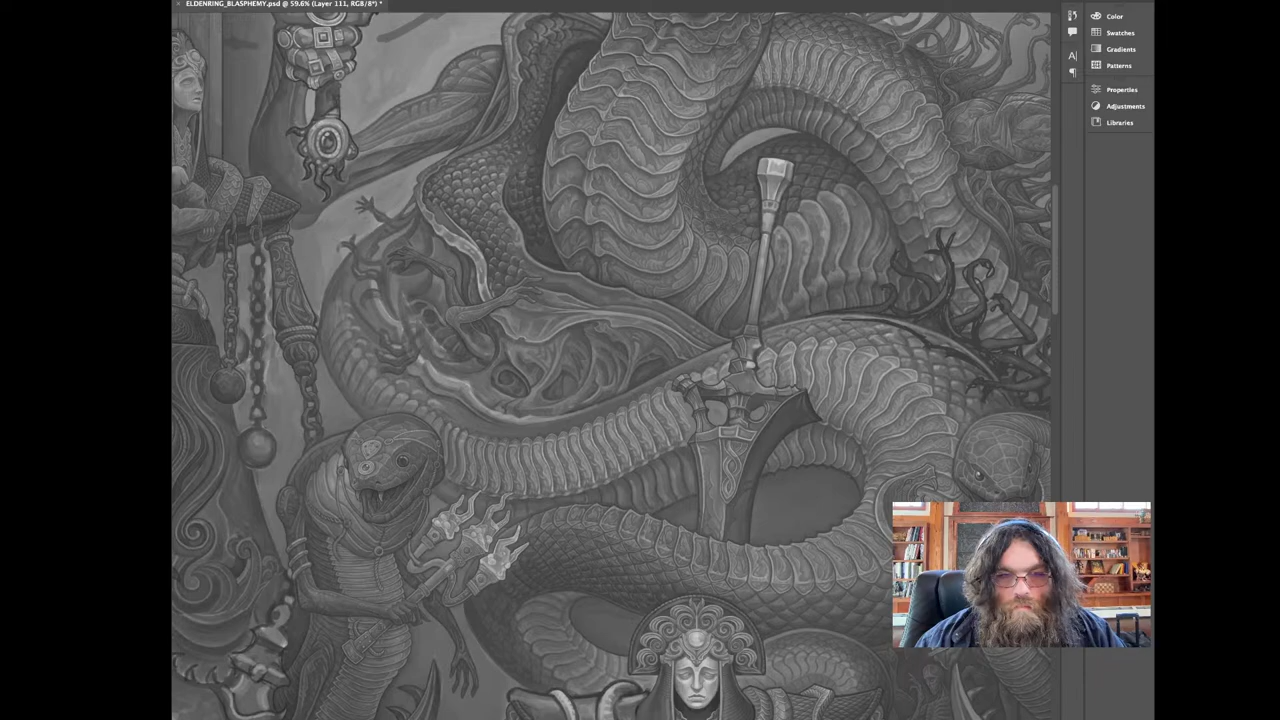 ELDENRING_BLASPHEMY.psd @ 59.6% (Layer 111, RGB/8*) *
Color
Swatches
Gradients
Patterns
Properties
Adjustments
Libraries